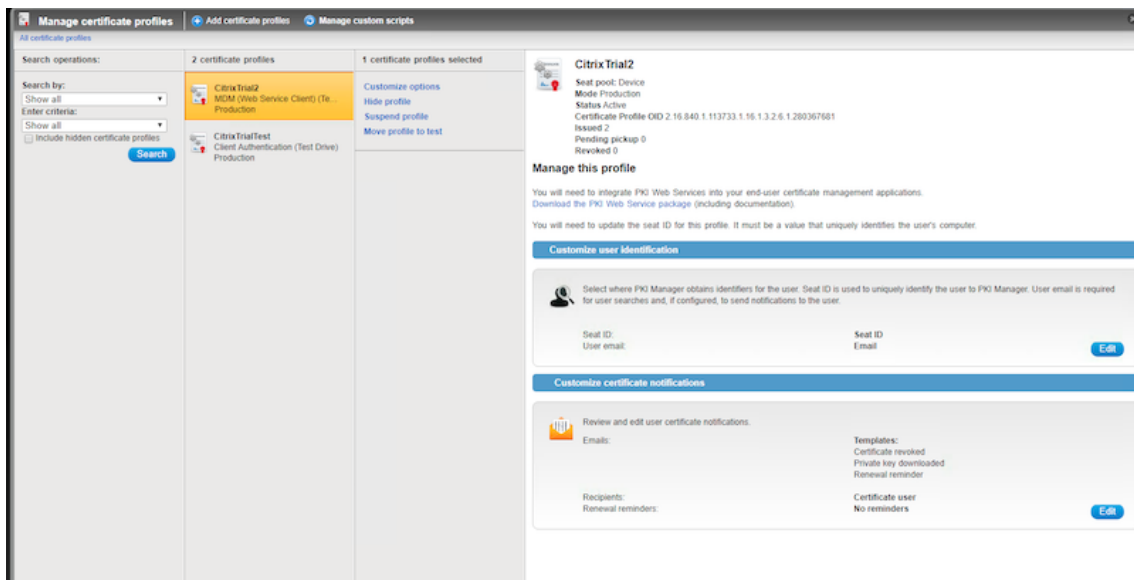 Manage certificate profiles
Add certificate profiles
Manage custom scripts
All certificate profiles
Search operations:
Search by:
Show all
Enter criteria:
Show all
Include hidden certificate profiles
Search
2 certificate profiles
CitrixTrial2
MDM (Web Service Client) (Te...
Production
CitrixTrialTest
Client Authentication (Test Drive)
Production
1 certificate profiles selected
Customize options
Hide profile
Suspend profile
Move profile to test
CitrixTrial2
Seat pool: Device
Mode Production
Status Active
Certificate Profile OID 2.16.840.1.113733.1.16.1.3.2.6.1.280367681
Issued 2
Pending pickup 0
Revoked 0
Manage this profile
You will need to integrate PKI Web Services into your end-user certificate management applications.
Download the PKI Web Service package (including documentation).
You will need to update the seat ID for this profile. It must be a value that uniquely identifies the user's computer.
Customize user identification
Select where PKI Manager obtains identifiers for the user. Seat ID is used to uniquely identify the user to PKI Manager. User email is required
for user searches and, if configured, to send notifications to the user.
Seat ID: Seat ID
User email: Email
Edit
Customize certificate notifications
Review and edit user certificate notifications.
Emails: Templates:
Certificate revoked
Private key downloaded
Renewal reminder
Recipients: Certificate user
Renewal reminders: No reminders
Edit